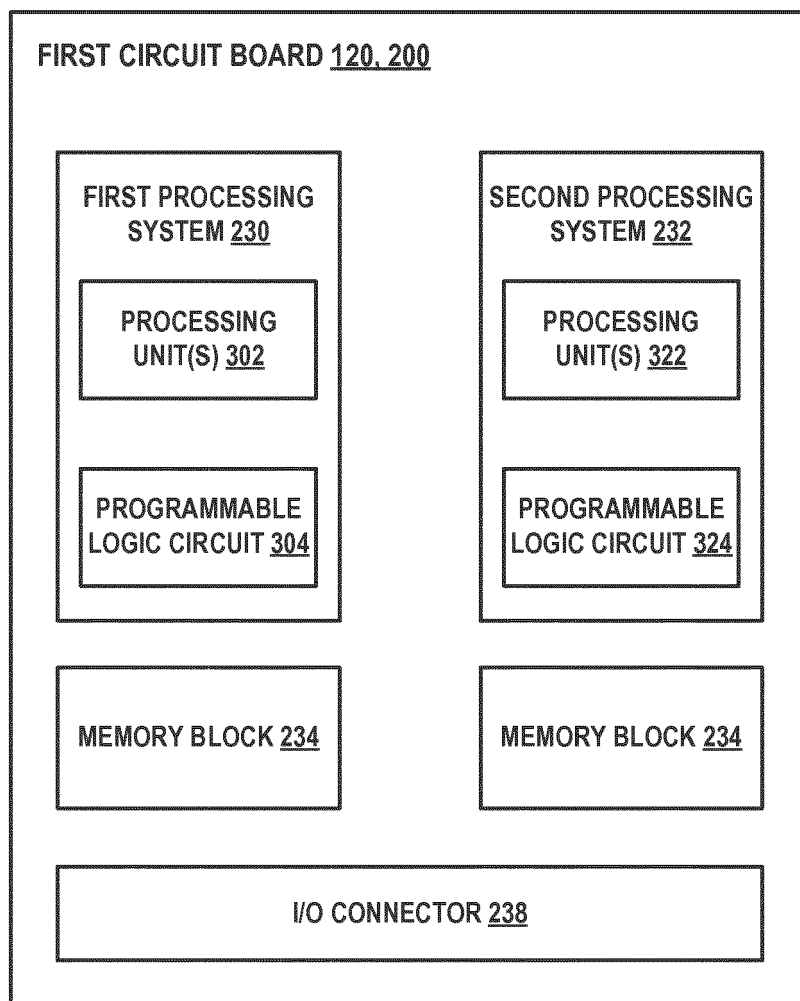 FIRST CIRCUIT BOARD 120, 200
FIRST PROCESSING
SYSTEM 230
PROCESSING
UNIT(S) 302
PROGRAMMABLE
LOGIC CIRCUIT 304
SECOND PROCESSING
SYSTEM 232
PROCESSING
UNIT(S) 322
PROGRAMMABLE
LOGIC CIRCUIT 324
MEMORY BLOCK 234
MEMORY BLOCK 234
I/O CONNECTOR 238